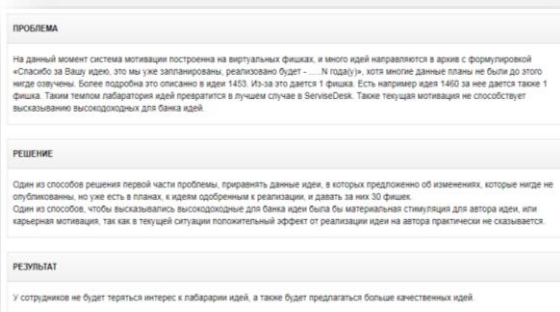 ПРОБЛЕМА
На данный момент система мотивации построенна на виртуальных фишках, и много идей направляются в архив с формулировкой
«Спасибо за Вашу идею, это мы уже запланировали, реализовано будет - ......N года(у)», хотя многие данные планы не были до этого
нигде озвучены. Более подробна это описанно в идеи 1453. Из-за это дается 1 фишка. Есть например идея 1460 за нее дается также 1
фишка. Таким темпом лабаратория идей превратится в лучшем случае в ServiseDesk. Также текущая мотивация не способствует
высказыванию высокодоходных для банка идей.
РЕШЕНИЕ
Один из способов решения первой части проблемы, приравнять данные идеи, в которых предложенно об изменениях, которые нигде не
опубликованны, но уже есть в планах, к идеям одобренным к реализации, и давать за них 30 фишек.
Один из способов, чтобы высказывались высокодоходные для банка идеи была бы материальная стимуляция для автора идеи, или
карьерная мотивация, так как в текущей ситуации положительный эффект от реализации идеи на автора практически не сказывается.
РЕЗУЛЬТАТ
У сотрудников не будет теряться интерес к лабарарии идей, а также будет предлагаться больше качественных идей.